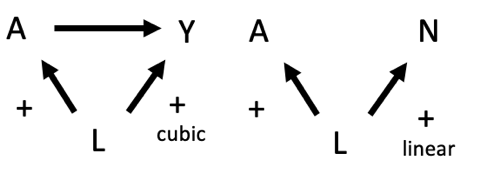 A Y A N
+ + + +
cubic linear
L L